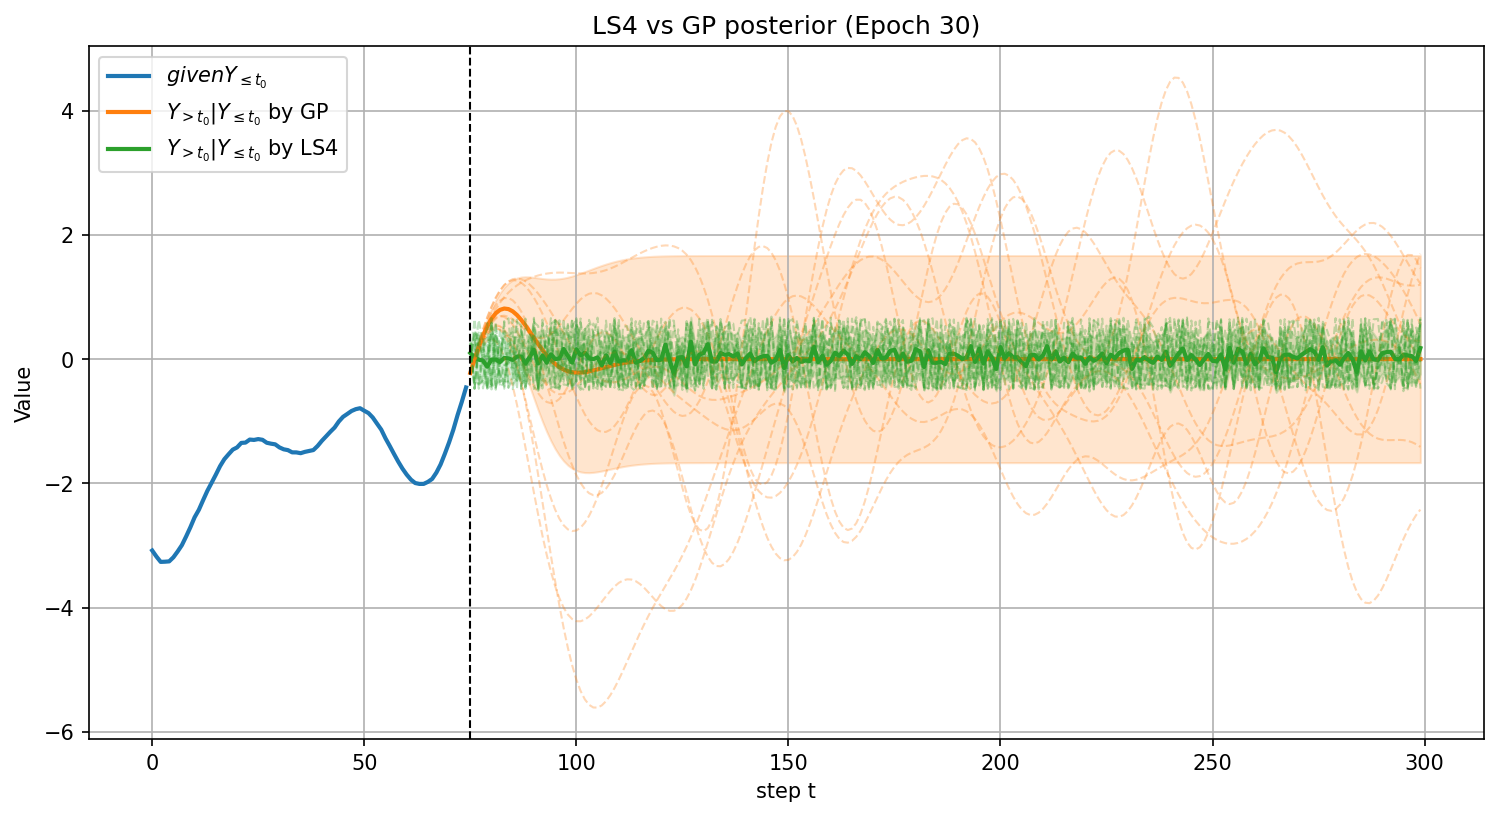 LS4 vs GP posterior (Epoch 30)
givenY≤t₀
Y>t₀|Y≤t₀ by GP
Y>t₀|Y≤t₀ by LS4
Value
4
2
0
−2
−4
−6
0 50 100 150 200 250 300
step t